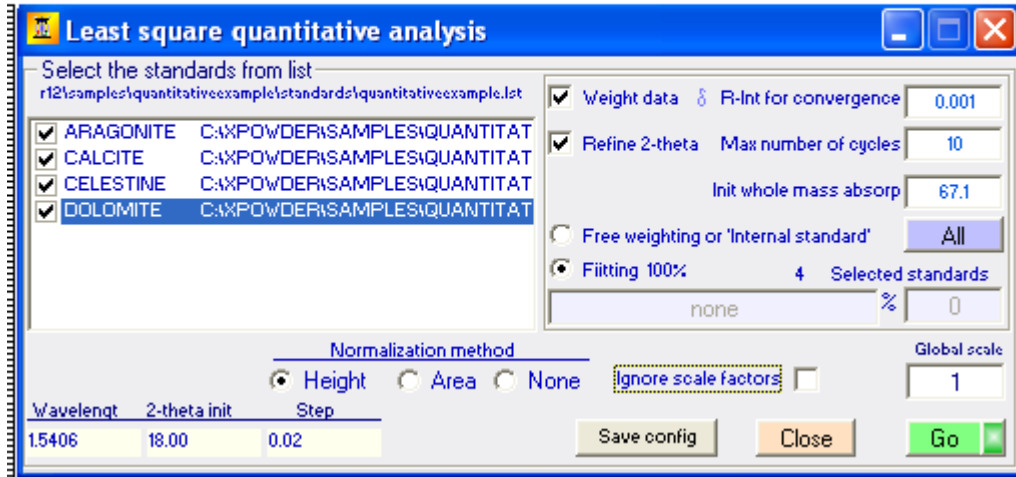 Least square quantitative analysis
Select the standards from list
r12\samples\quantitativeexample\standards\quantitativeexample.lst
ARAGONITE C:\XPOWDER\SAMPLES\QUANTITAT
CALCITE C:\XPOWDER\SAMPLES\QUANTITAT
CELESTINE C:\XPOWDER\SAMPLES\QUANTITAT
DOLOMITE C:\XPOWDER\SAMPLES\QUANTITAT
Weight data δ R-Int for convergence 0.001
Refine 2-theta Max number of cycles 10
Init whole mass absorp 67.1
Free weighting or 'Internal standard' All
Fiitting 100% 4 Selected standards
none % 0
Normalization method
Height Area None
Ignore scale factors
Global scale
1
Wavelengt 2-theta init Step
1.5406 18.00 0.02
Save config Close Go